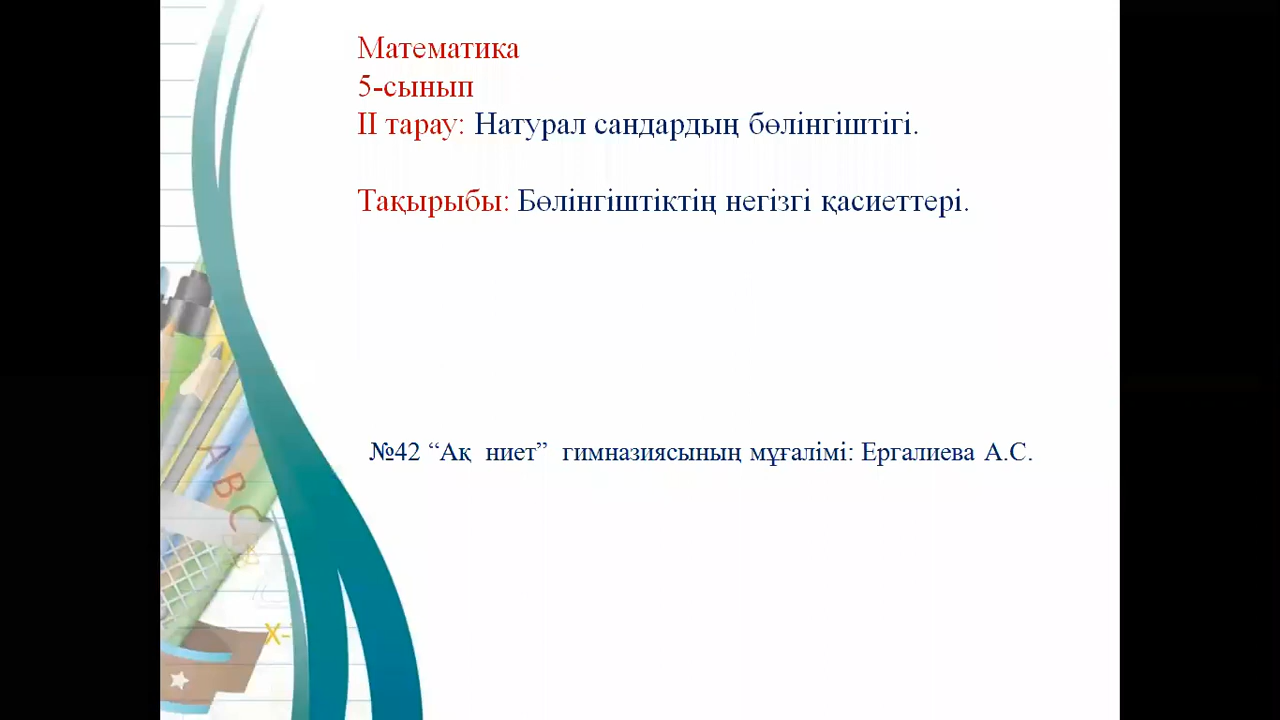 Математика
5-сынып
II тарау: Натурал сандардың бөлінгіштігі.
Тақырыбы: Бөлінгіштіктің негізгі қасиеттері.
№42 “Ақ ниет” гимназиясының мұғалімі: Ергалиева А.С.
A
B
C
X-